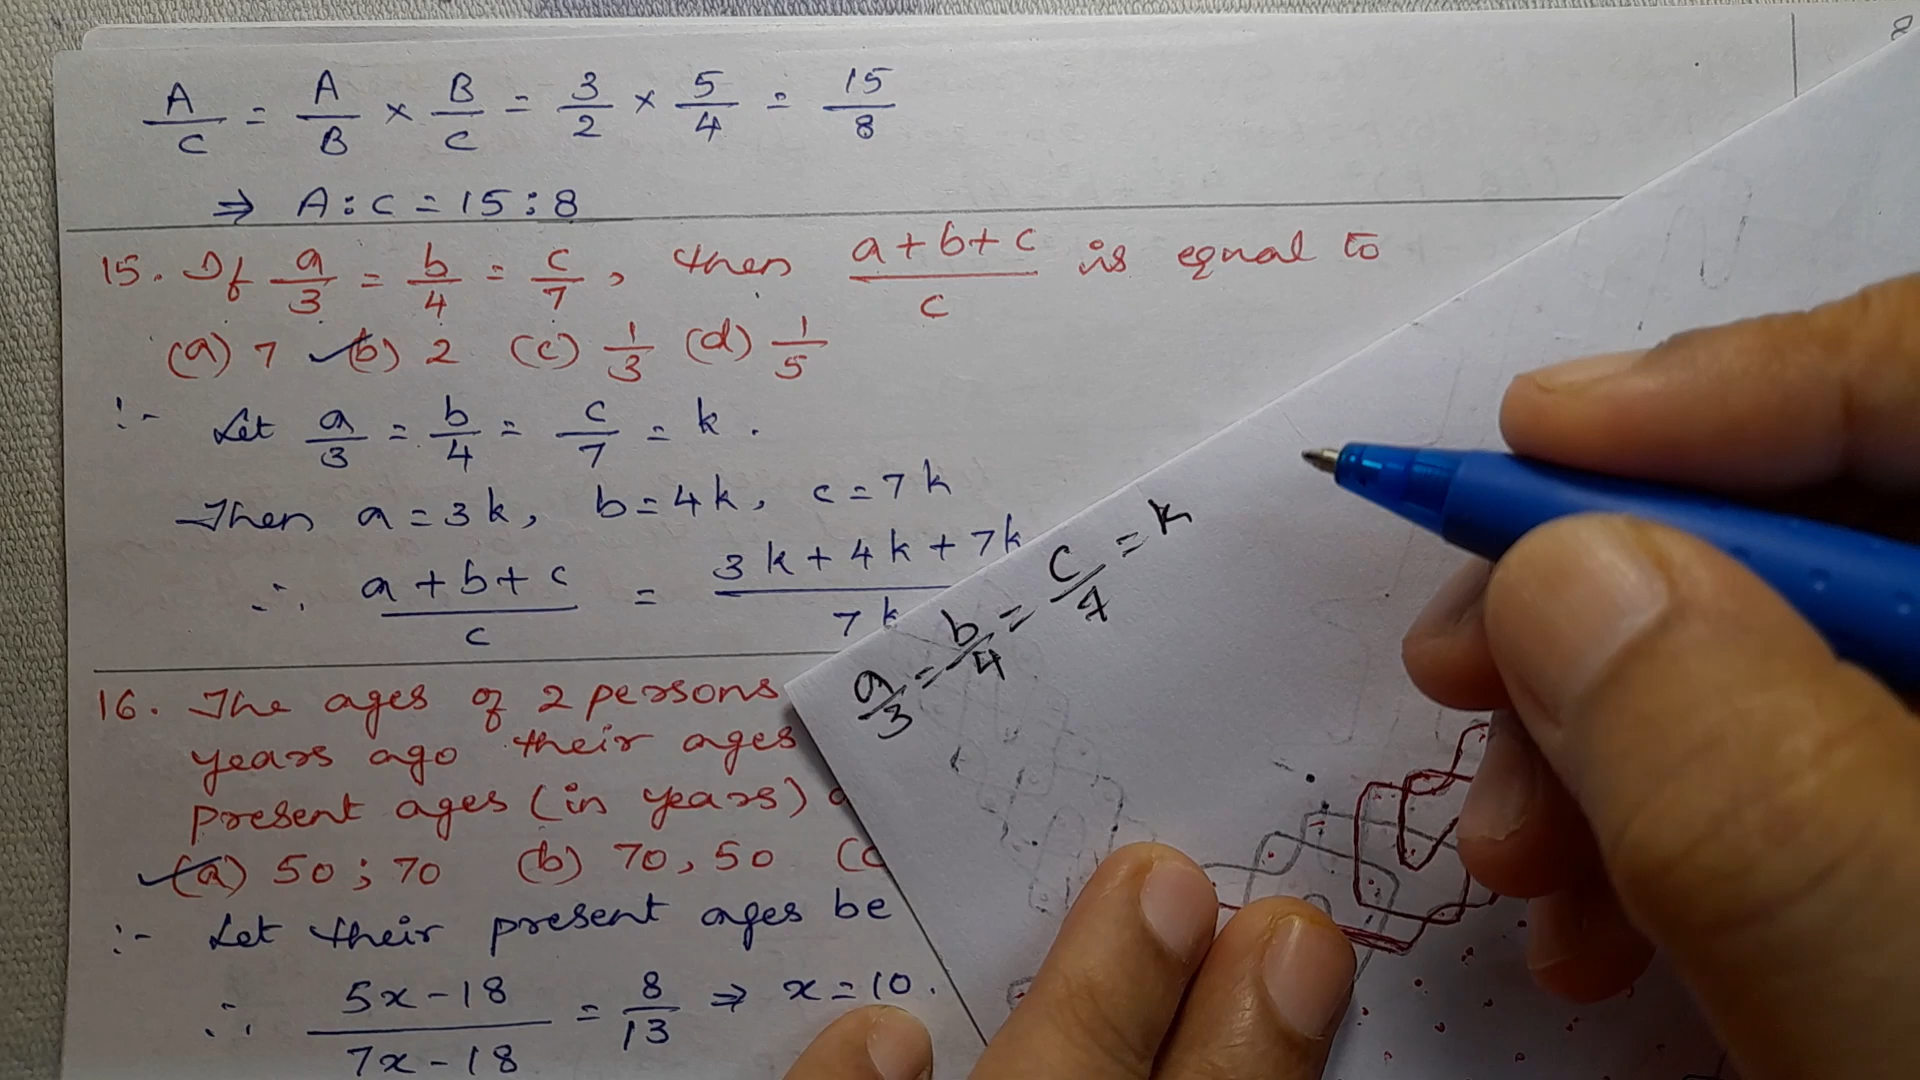 A/C = A/B × B/C = 3/2 × 5/4 = 15/8
⇒ A:C = 15:8
15. If a/3 = b/4 = c/7, then (a+b+c)/c is equal to
(a) 7 (b) 2 (c) 1/3 (d) 1/5
:- Let a/3 = b/4 = c/7 = k.
Then a=3k, b=4k, c=7k
∴ (a+b+c)/c = (3k+4k+7k)/7k
a/3 = b/4 = c/7 = k
16. The ages of 2 persons
years ago their ages
present ages (in years)
(a) 50; 70 (b) 70, 50 (c
:- Let their present ages be
∴ (5x-18)/(7x-18) = 8/13 ⇒ x=10.